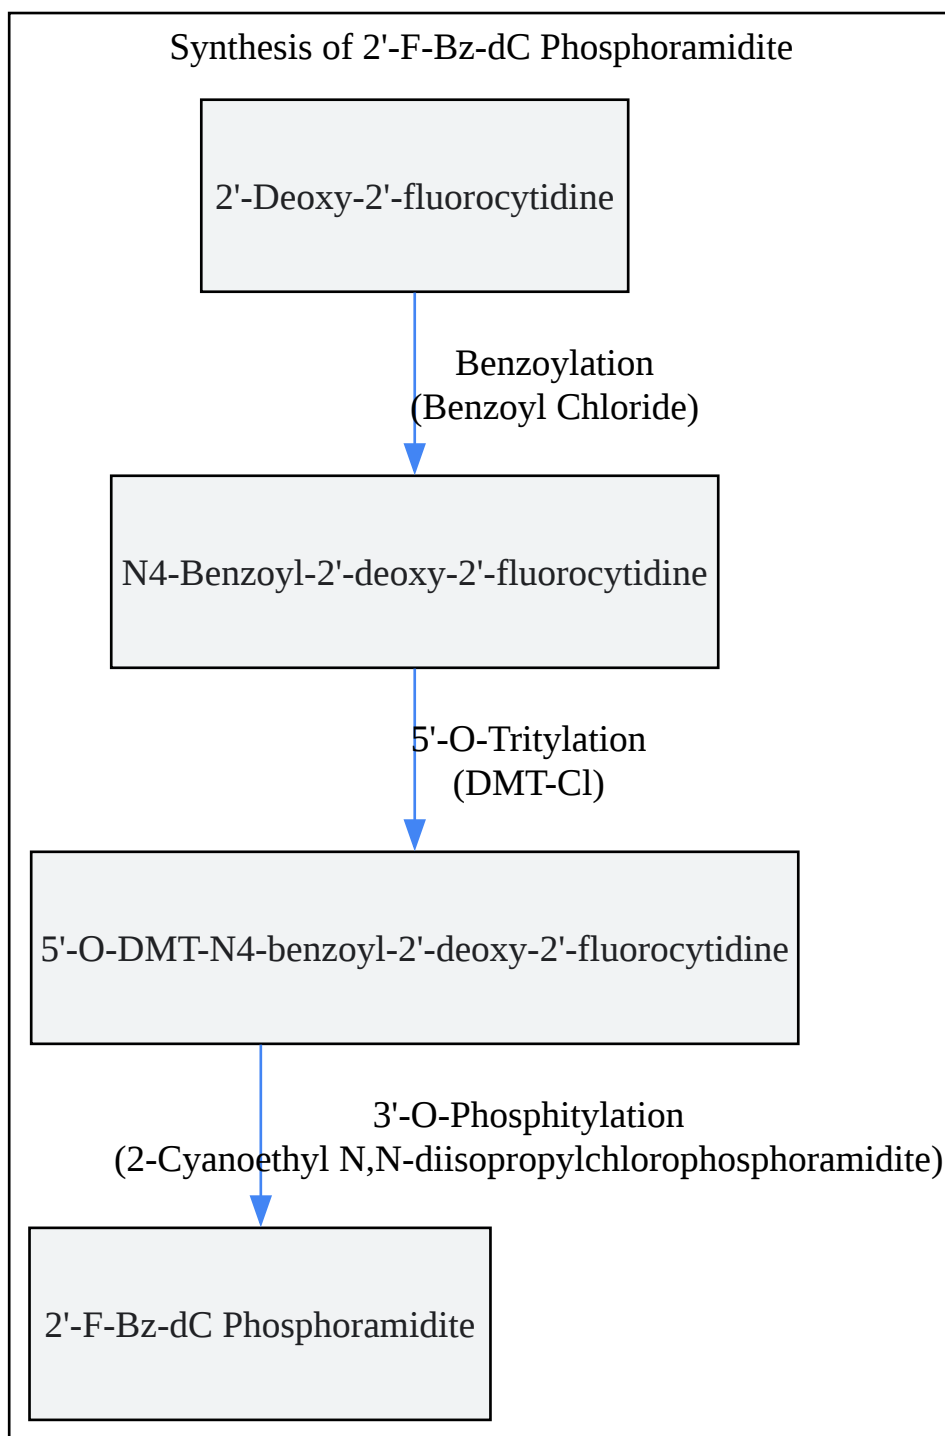 Synthesis of 2'-F-Bz-dC Phosphoramidite
2'-Deoxy-2'-fluorocytidine
Benzoylation
(Benzoyl Chloride)
N4-Benzoyl-2'-deoxy-2'-fluorocytidine
5'-O-Tritylation
(DMT-Cl)
5'-O-DMT-N4-benzoyl-2'-deoxy-2'-fluorocytidine
3'-O-Phosphitylation
(2-Cyanoethyl N,N-diisopropylchlorophosphoramidite)
2'-F-Bz-dC Phosphoramidite